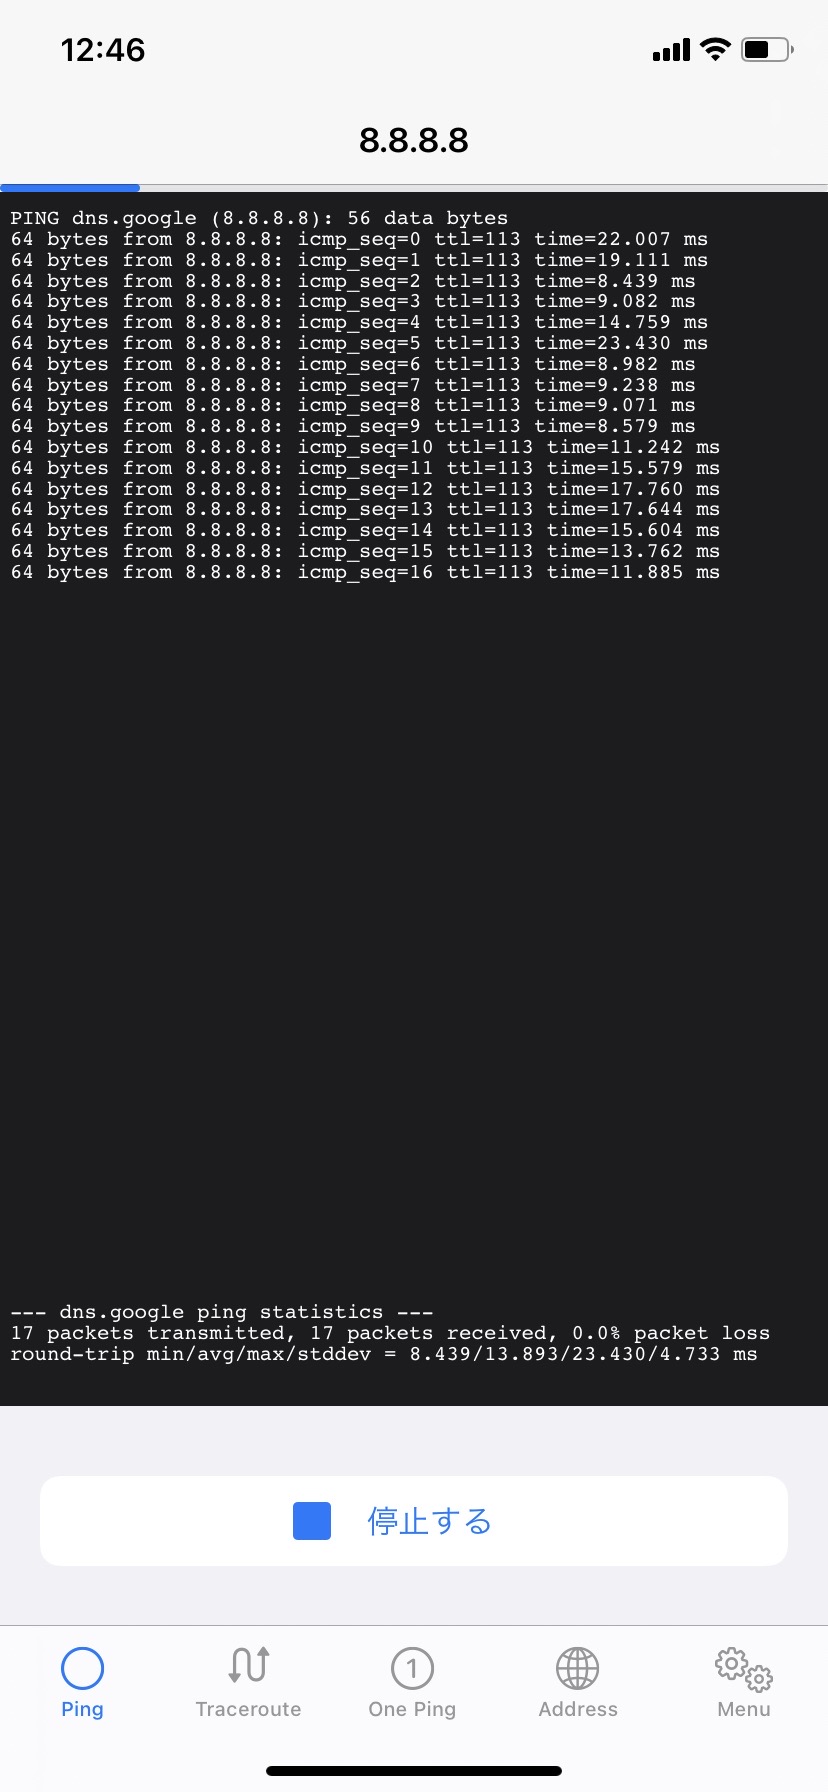 12:46
8.8.8.8
PING dns.google (8.8.8.8): 56 data bytes
64 bytes from 8.8.8.8: icmp_seq=0 ttl=113 time=22.007 ms
64 bytes from 8.8.8.8: icmp_seq=1 ttl=113 time=19.111 ms
64 bytes from 8.8.8.8: icmp_seq=2 ttl=113 time=8.439 ms
64 bytes from 8.8.8.8: icmp_seq=3 ttl=113 time=9.082 ms
64 bytes from 8.8.8.8: icmp_seq=4 ttl=113 time=14.759 ms
64 bytes from 8.8.8.8: icmp_seq=5 ttl=113 time=23.430 ms
64 bytes from 8.8.8.8: icmp_seq=6 ttl=113 time=8.982 ms
64 bytes from 8.8.8.8: icmp_seq=7 ttl=113 time=9.238 ms
64 bytes from 8.8.8.8: icmp_seq=8 ttl=113 time=9.071 ms
64 bytes from 8.8.8.8: icmp_seq=9 ttl=113 time=8.579 ms
64 bytes from 8.8.8.8: icmp_seq=10 ttl=113 time=11.242 ms
64 bytes from 8.8.8.8: icmp_seq=11 ttl=113 time=15.579 ms
64 bytes from 8.8.8.8: icmp_seq=12 ttl=113 time=17.760 ms
64 bytes from 8.8.8.8: icmp_seq=13 ttl=113 time=17.644 ms
64 bytes from 8.8.8.8: icmp_seq=14 ttl=113 time=15.604 ms
64 bytes from 8.8.8.8: icmp_seq=15 ttl=113 time=13.762 ms
64 bytes from 8.8.8.8: icmp_seq=16 ttl=113 time=11.885 ms
--- dns.google ping statistics ---
17 packets transmitted, 17 packets received, 0.0% packet loss
round-trip min/avg/max/stddev = 8.439/13.893/23.430/4.733 ms
停止する
1
Ping Traceroute One Ping Address Menu